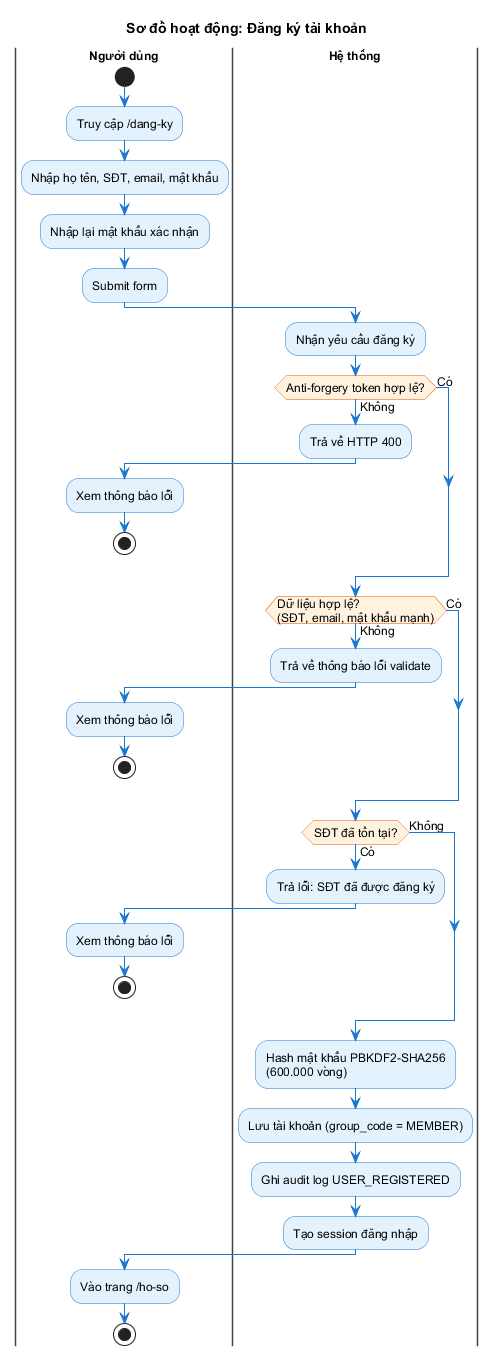 Sơ đồ hoạt động: Đăng ký tài khoản
Người dùng
Hệ thống
Truy cập /dang-ky
Nhập họ tên, SĐT, email, mật khẩu
Nhập lại mật khẩu xác nhận
Submit form
Nhận yêu cầu đăng ký
Anti-forgery token hợp lệ?
Có
Không
Trả về HTTP 400
Xem thông báo lỗi
Dữ liệu hợp lệ?
(SĐT, email, mật khẩu mạnh)
Có
Không
Trả về thông báo lỗi validate
Xem thông báo lỗi
SĐT đã tồn tại?
Không
Có
Trả lỗi: SĐT đã được đăng ký
Xem thông báo lỗi
Hash mật khẩu PBKDF2-SHA256
(600.000 vòng)
Lưu tài khoản (group_code = MEMBER)
Ghi audit log USER_REGISTERED
Tạo session đăng nhập
Vào trang /ho-so